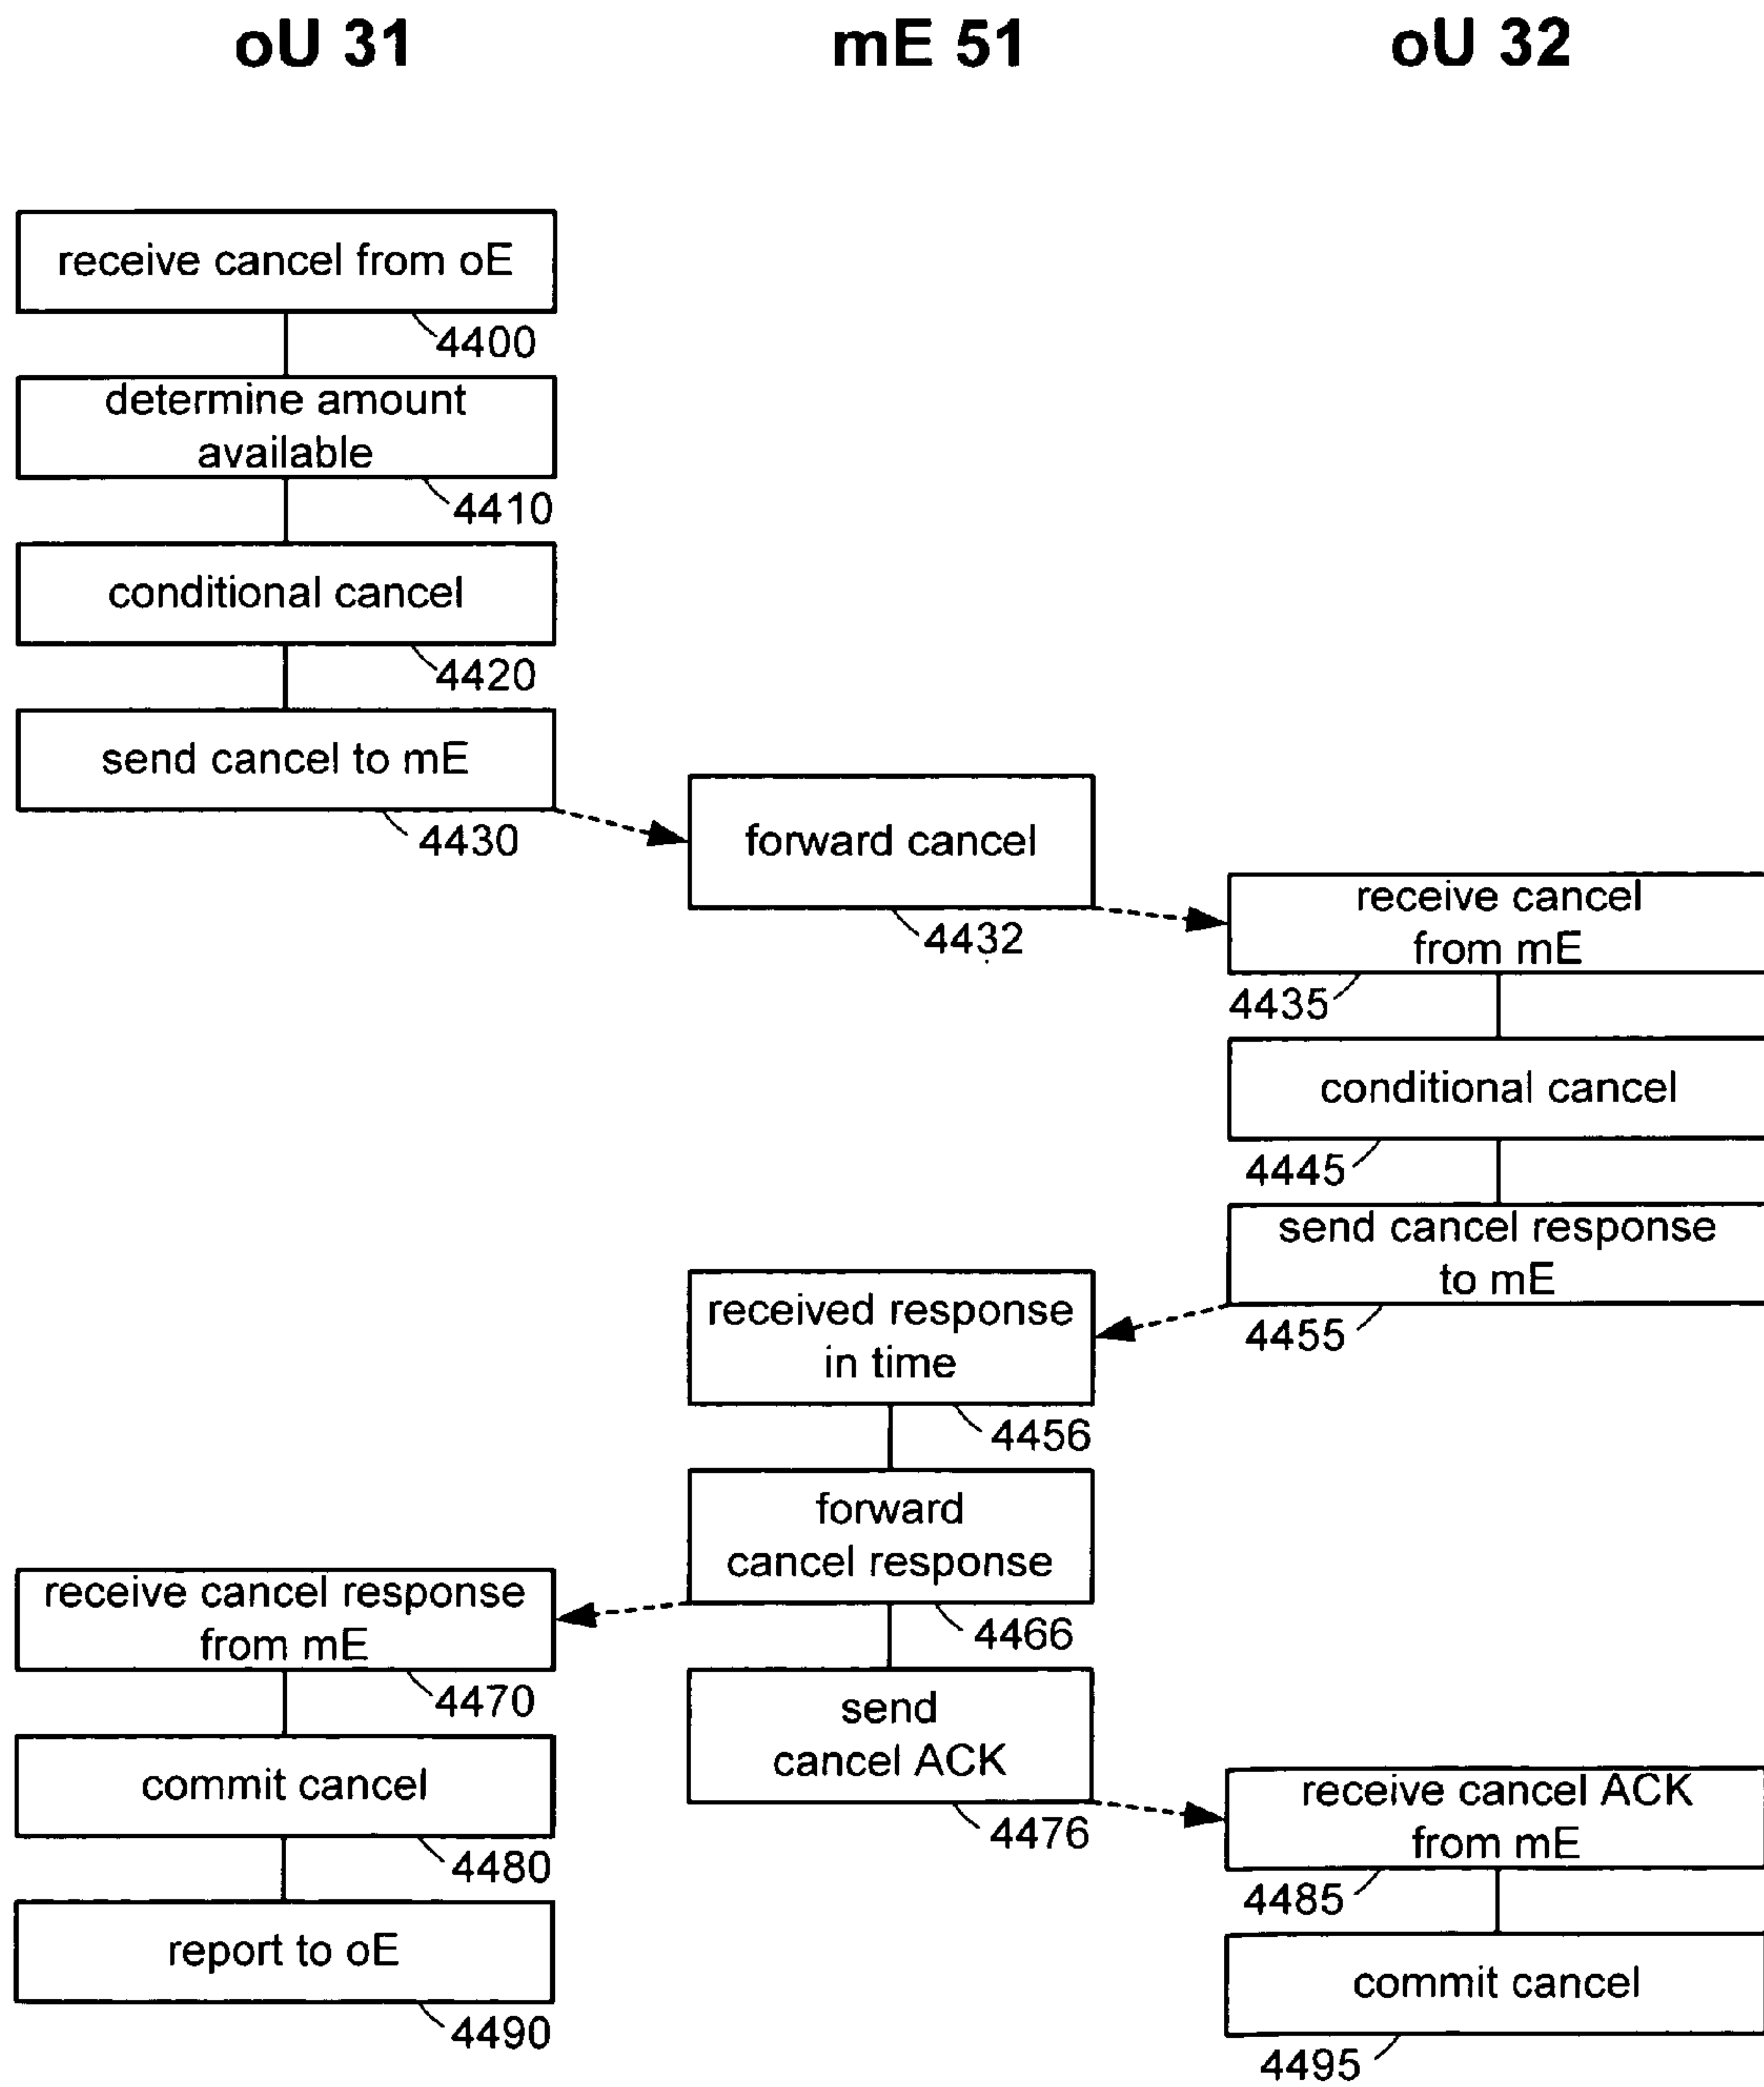 oU 31
mE 51
oU 32
receive cancel from oE
4400
determine amount
available
4410
conditional cancel
4420
send cancel to mE
4430
forward cancel
4432
receive cancel
from mE
4435
conditional cancel
4445
send cancel response
to mE
4455
received response
in time
4456
forward
cancel response
4466
receive cancel response
from mE
4470
send
cancel ACK
4476
commit cancel
4480
receive cancel ACK
from mE
4485
report to oE
4490
commit cancel
4495